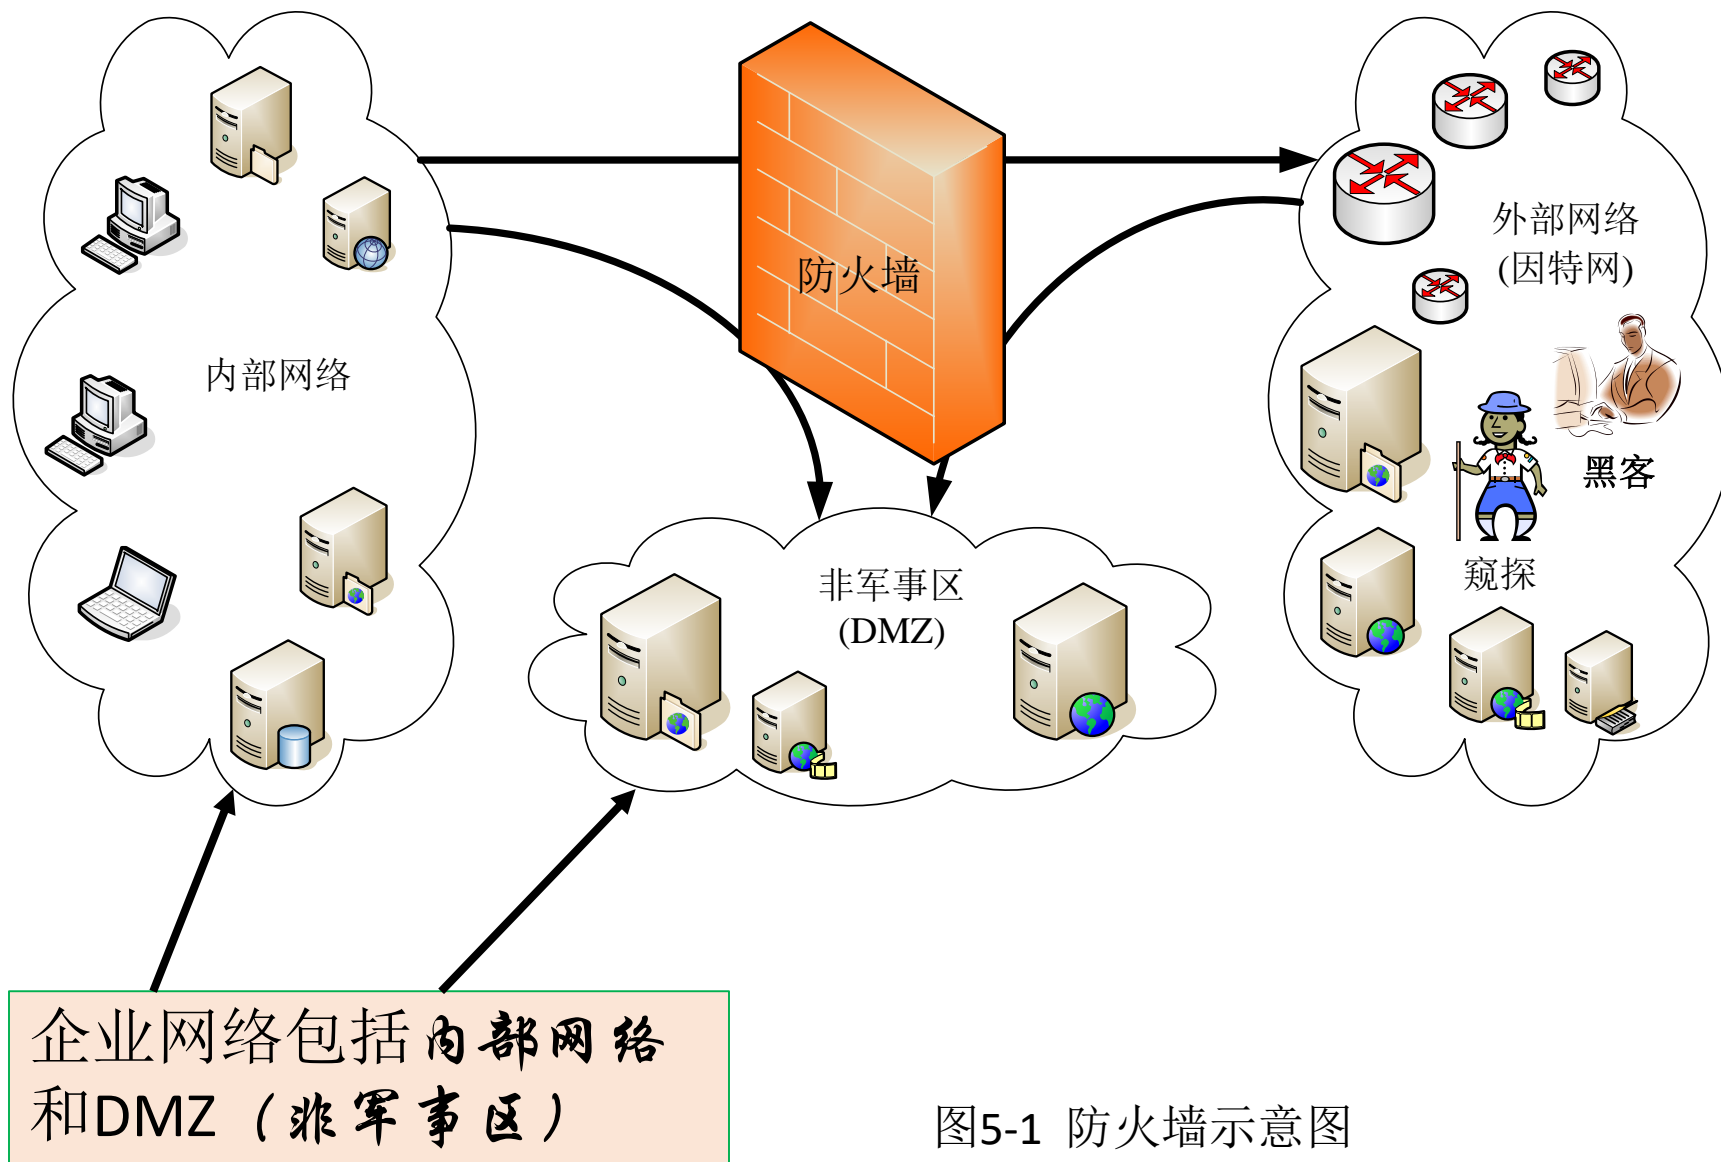 防火墙
外部网络
(因特网)
内部网络
黑客
窥探
非军事区
(DMZ)
企业网络包括内部网络
和DMZ（非军事区）
图5-1 防火墙示意图